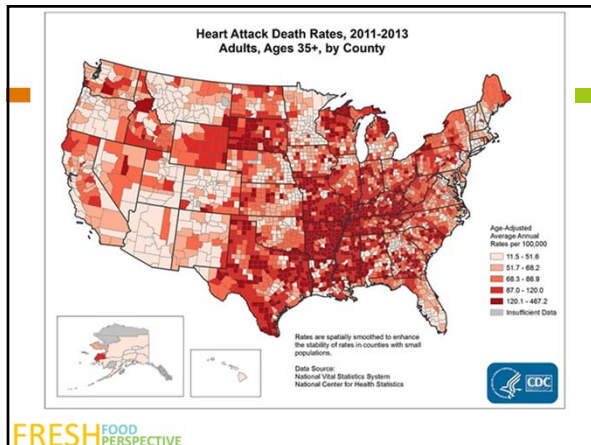 Heart Attack Death Rates, 2011-2013
Adults, Ages 35+, by County
Age-Adjusted
Average Annual
Rates per 100,000
11.5 - 51.6
51.7 - 68.2
68.3 - 86.9
87.0 - 120.0
120.1 - 467.2
Insufficient Data
Rates are spatially smoothed to enhance
the stability of rates in counties with small
populations.
Data Source:
National Vital Statistics System
National Center for Health Statistics
CDC
FRESH FOOD
PERSPECTIVE